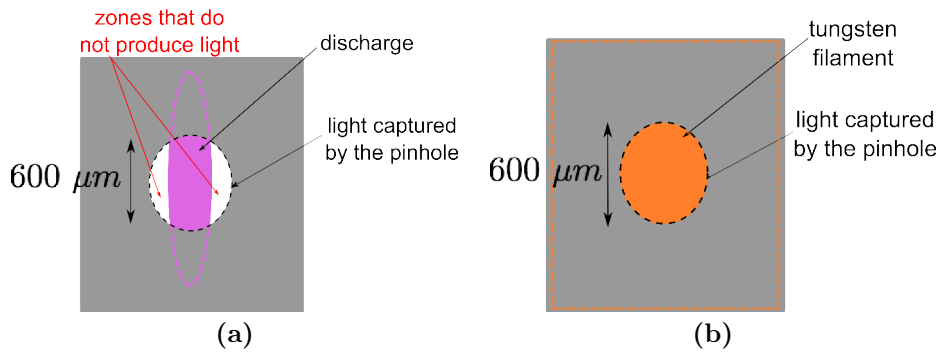 zones that do
not produce light
discharge
light captured
by the pinhole
600 μm
(a)
tungsten
filament
light captured
by the pinhole
600 μm
(b)